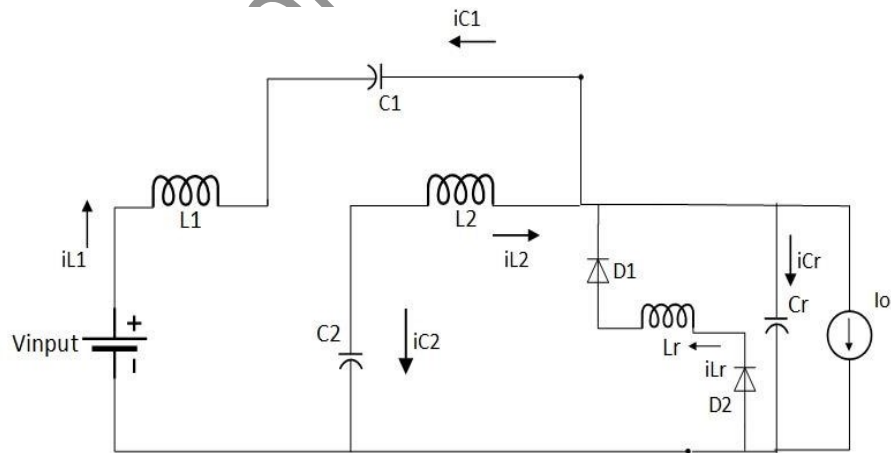 iC1
C1
L1
L2
iL1
iL2
D1
iCr
Cr
Io
Vinput
+
-
C2
iC2
Lr
iLr
D2